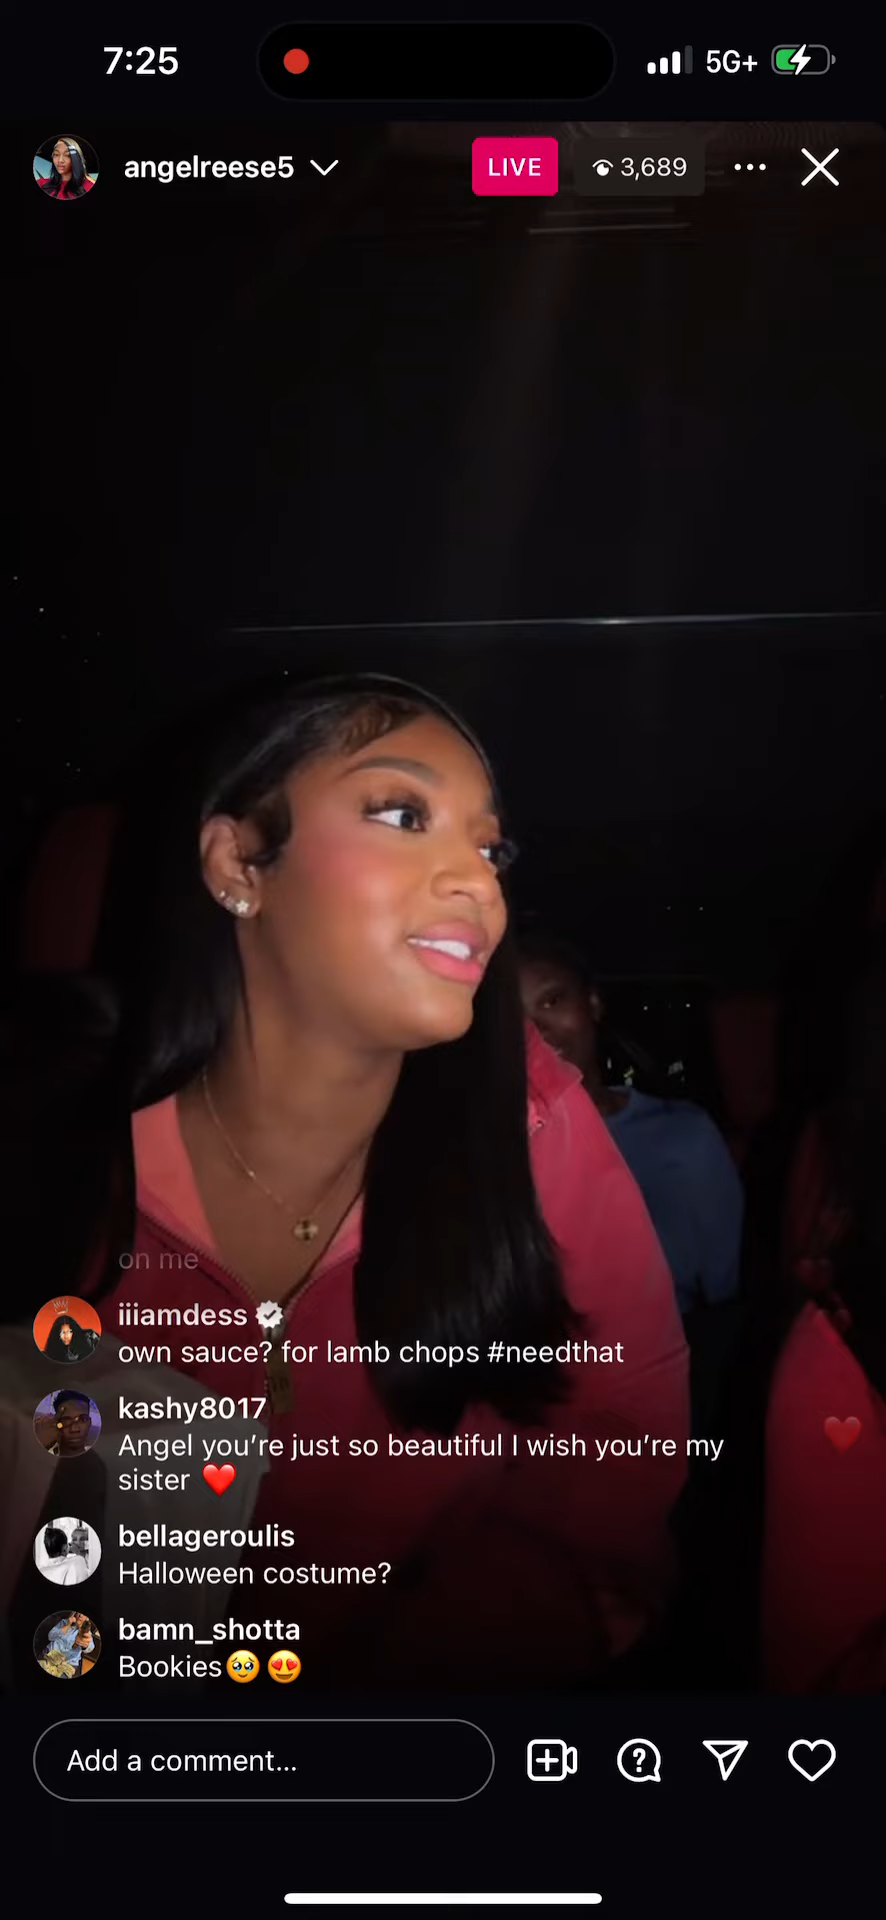 7:25
5G+
angelreese5
LIVE
3,689
on me
iiiamdess
own sauce? for lamb chops #needthat
kashy8017
Angel you’re just so beautiful I wish you’re my
sister ❤️
bellageroulis
Halloween costume?
bamn_shotta
Bookies🥹😍
Add a comment...